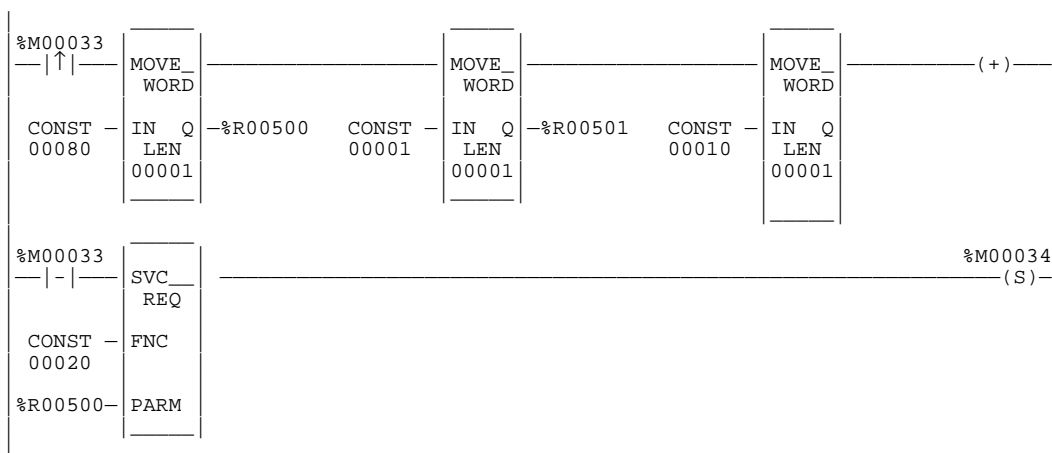 %M00033
↑ MOVE_ MOVE_ MOVE_ (+)
WORD WORD WORD
CONST IN Q %R00500 CONST IN Q %R00501 CONST IN Q
00080 LEN 00001 LEN 00010 LEN
00001 00001 00001
%M00033 %M00034
-|-|- SVC__ (S)
REQ
CONST FNC
00020
%R00500 PARM